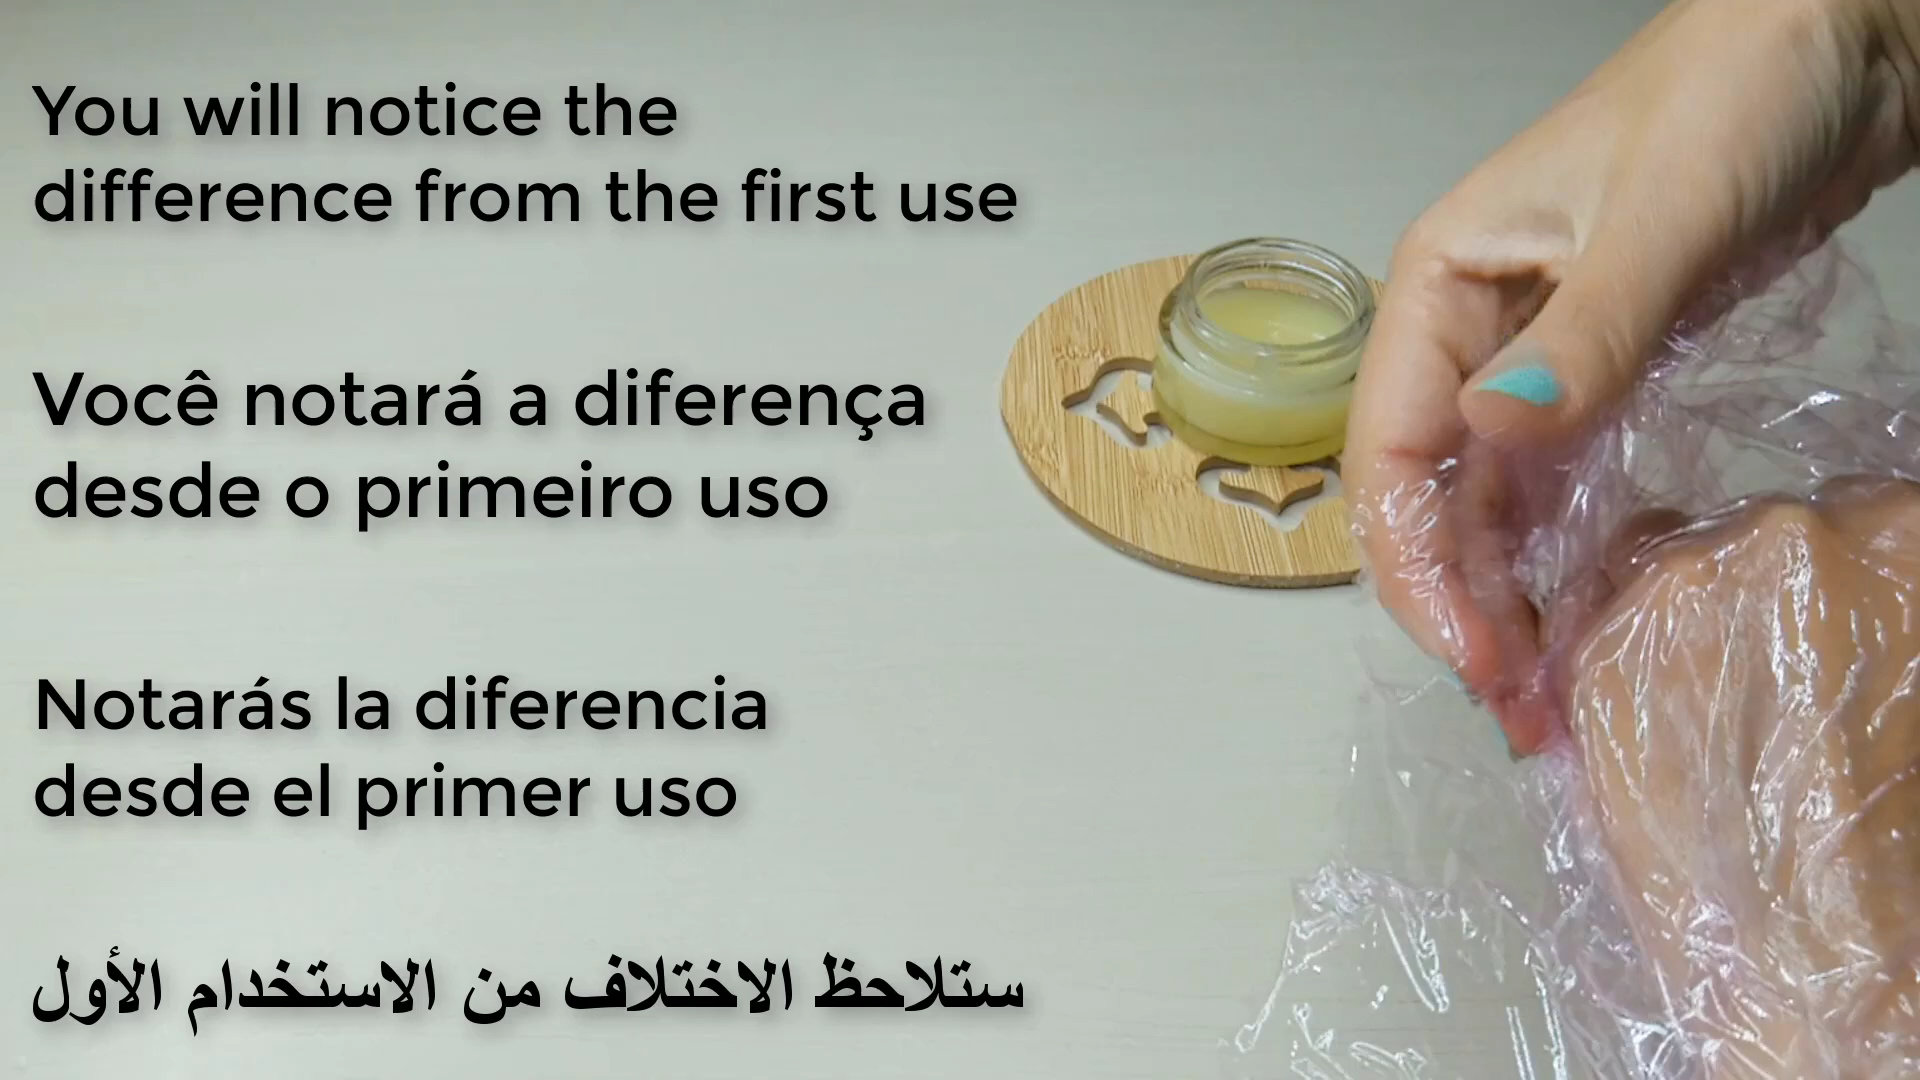 You will notice the
difference from the first use
Você notará a diferença
desde o primeiro uso
Notarás la diferencia
desde el primer uso
ستلاحظ الاختلاف من الاستخدام الأول